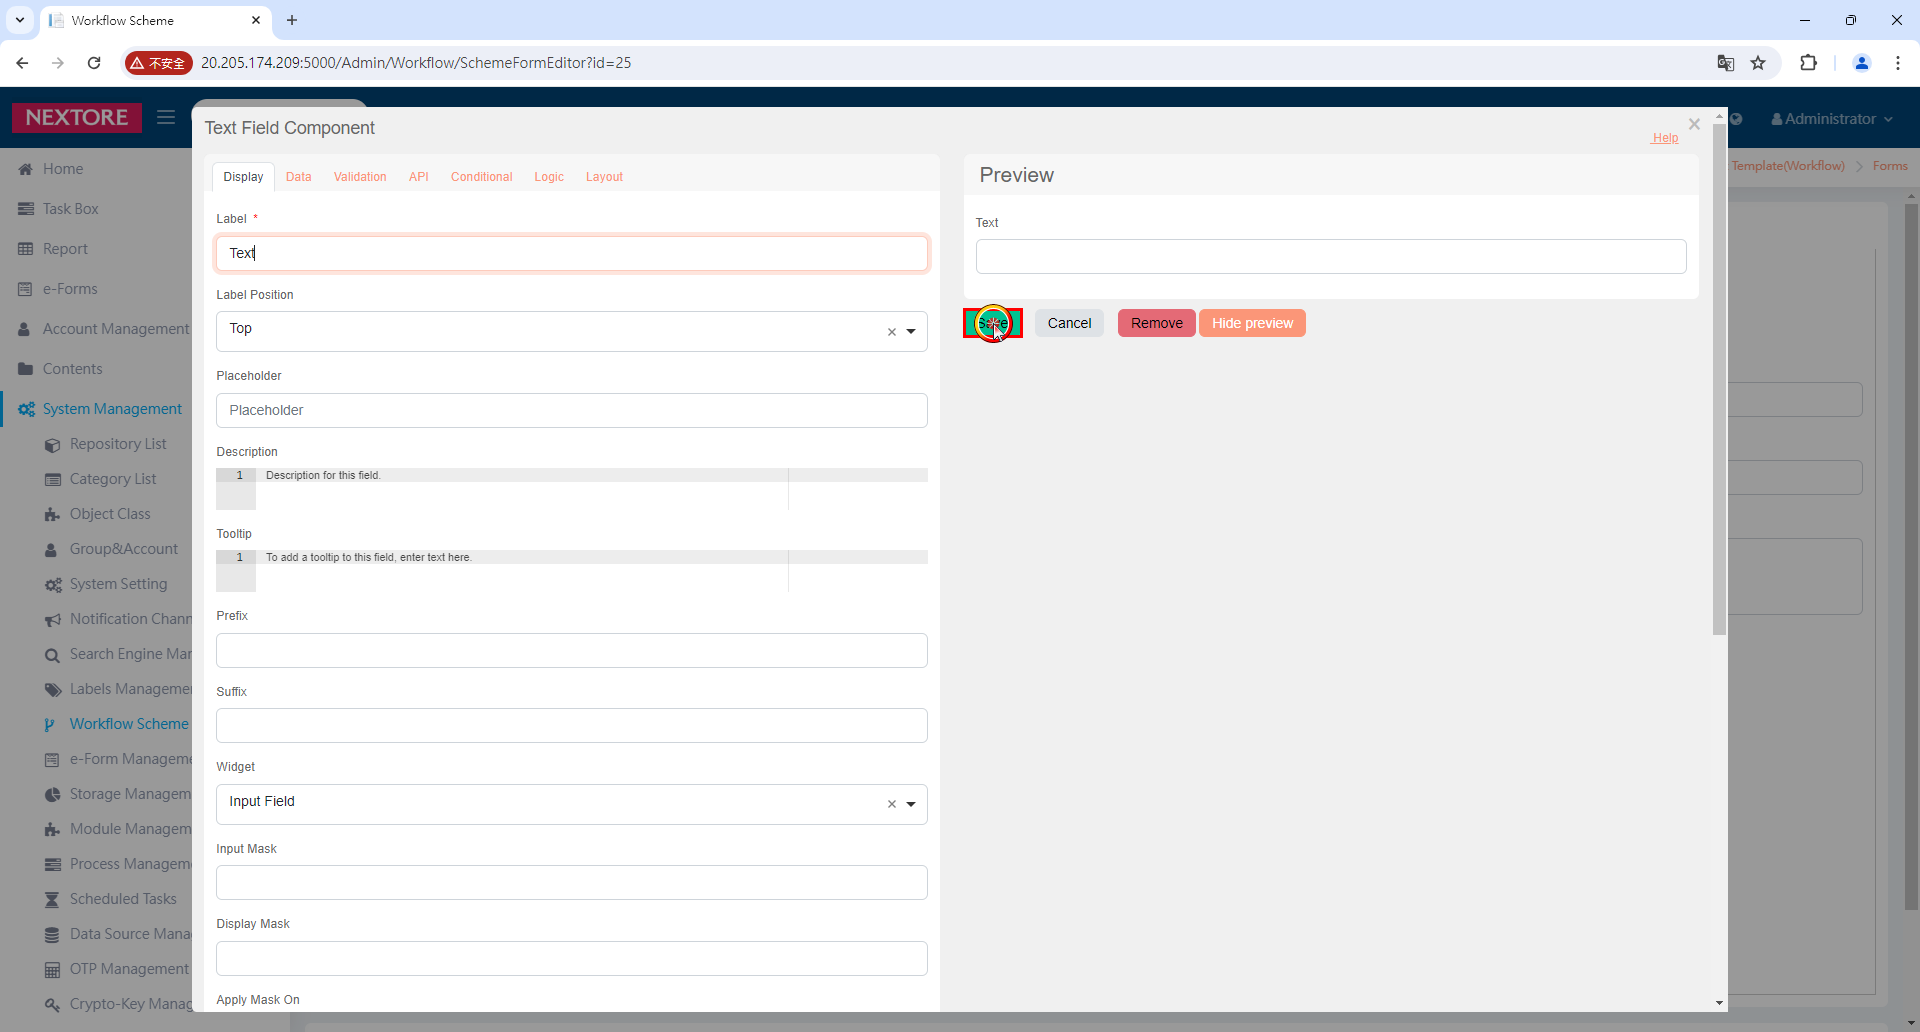 Workflow Scheme
不安全
20.205.174.209:5000/Admin/Workflow/SchemeFormEditor?id=25
NEXTORE
Administrator
Template(Workflow) > Forms
Home
Task Box
Report
e-Forms
Account Management
Contents
System Management
Repository List
Category List
Object Class
Group&Account
System Setting
Notification Chann
Search Engine Mar
Labels Manageme
Workflow Scheme
e-Form Manageme
Storage Managem
Module Managem
Process Manageme
Scheduled Tasks
Data Source Mana
OTP Management
Crypto-Key Manag
Text Field Component
Help
Display Data Validation API Conditional Logic Layout
Label *
Text
Label Position
Top
Placeholder
Placeholder
Description
1 Description for this field.
Tooltip
1 To add a tooltip to this field, enter text here.
Prefix
Suffix
Widget
Input Field
Input Mask
Display Mask
Apply Mask On
Preview
Text
Cancel Remove Hide preview